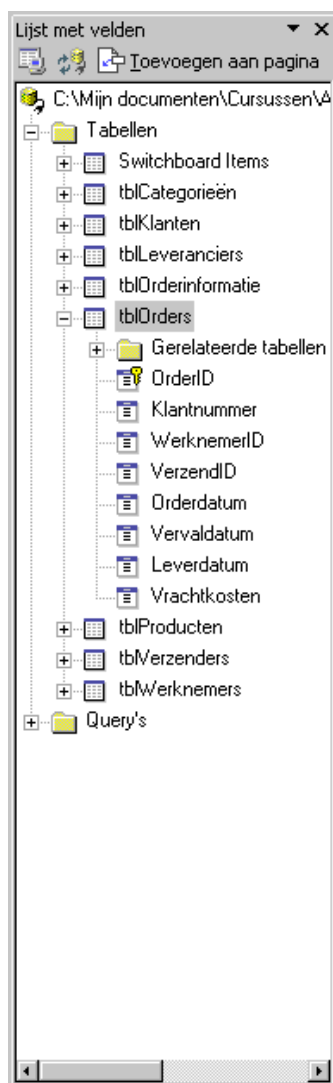 Lijst met velden
Toevoegen aan pagina
C:\Mijn documenten\Cursussen\A
Tabellen
Switchboard Items
tblCategorieën
tblKlanten
tblLeveranciers
tblOrderinformatie
tblOrders
Gerelateerde tabellen
OrderID
Klantnummer
WerknemerID
VerzendID
Orderdatum
Vervaldatum
Leverdatum
Vrachtkosten
tblProducten
tblVerzenders
tblWerknemers
Query's